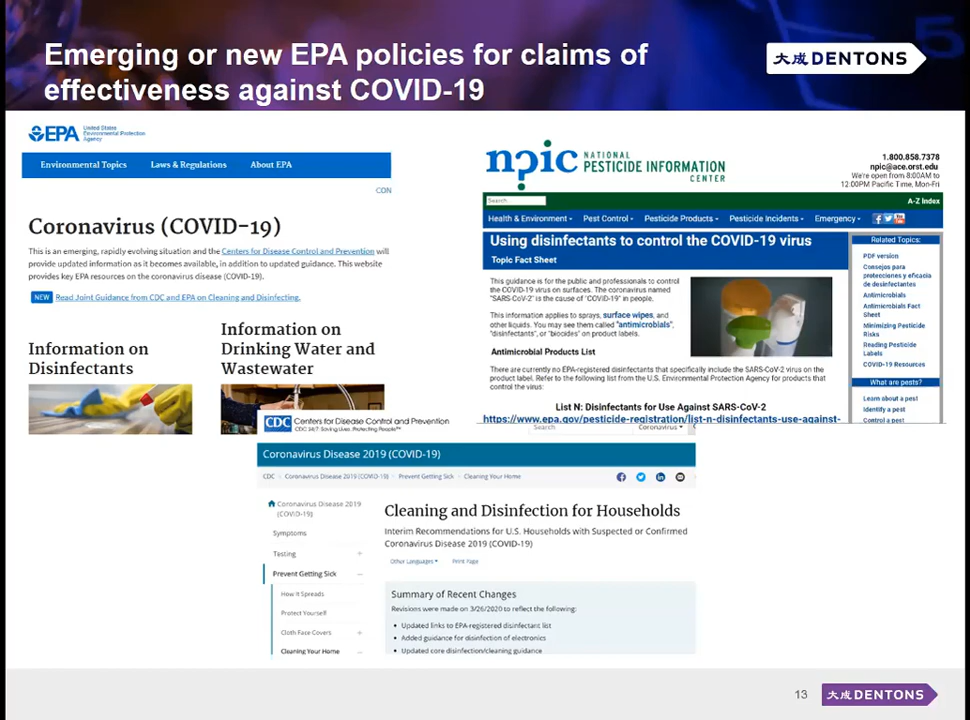 Emerging or new EPA policies for claims of
effectiveness against COVID-19
大成 DENTONS
EPA
United States
Environmental Protection
Agency
Environmental Topics
Laws & Regulations
About EPA
CON
Coronavirus (COVID-19)
This is an emerging, rapidly evolving situation and the Centers for Disease Control and Prevention will
provide updated information as it becomes available, in addition to updated guidance. This website
provides key EPA resources on the coronavirus disease (COVID-19).
NEW Read Joint Guidance from CDC and EPA on Cleaning and Disinfecting.
Information on
Disinfectants
Information on
Drinking Water and
Wastewater
npic NATIONAL
PESTICIDE INFORMATION
CENTER
1.800.858.7378
npic@ace.orst.edu
We're open from 8:00AM to
12:00PM Pacific Time, Mon-Fri
Search
A-Z Index
Health & Environment
Pest Control
Pesticide Products
Pesticide Incidents
Emergency
Using disinfectants to control the COVID-19 virus
Topic Fact Sheet
This guidance is for the public and professionals to control
the COVID-19 virus on surfaces. The coronavirus named
"SARS-CoV-2" is the cause of "COVID-19" in people.
This information applies to sprays, surface wipes, and
other liquids. You may see them called "antimicrobials",
"disinfectants", or "biocides" on product labels.
Antimicrobial Products List
There are currently no EPA-registered disinfectants that specifically include the SARS-CoV-2 virus on the
product label. Refer to the following list from the U.S. Environmental Protection Agency for products that
control the virus:
List N: Disinfectants for Use Against SARS-CoV-2
https://www.epa.gov/pesticide-registration/list-n-disinfectants-use-against-
Related Topics:
PDF version
Consejos para
protecciones y eficacia
de desinfectantes
Antimicrobials
Antimicrobials Fact
Sheet
Minimizing Pesticide
Risks
Reading Pesticide
Labels
COVID-19 Resources
What are pests?
Learn about a pest
Identify a pest
Control a pest
CDC Centers for Disease Control and Prevention
CDC 24/7: Saving Lives. Protecting People™
Search
Coronavirus
Coronavirus Disease 2019 (COVID-19)
CDC
Coronavirus Disease 2019 (COVID-19)
Prevent Getting Sick
Cleaning Your Home
Coronavirus Disease 2019
(COVID-19)
Symptoms
Testing
Prevent Getting Sick
How It Spreads
Protect Yourself
Cloth Face Covers
Cleaning Your Home
Cleaning and Disinfection for Households
Interim Recommendations for U.S. Households with Suspected or Confirmed
Coronavirus Disease 2019 (COVID-19)
Other Languages
Print Page
Summary of Recent Changes
Revisions were made on 3/26/2020 to reflect the following:
• Updated links to EPA-registered disinfectant list
• Added guidance for disinfection of electronics
• Updated core disinfection/cleaning guidance
13
大成 DENTONS